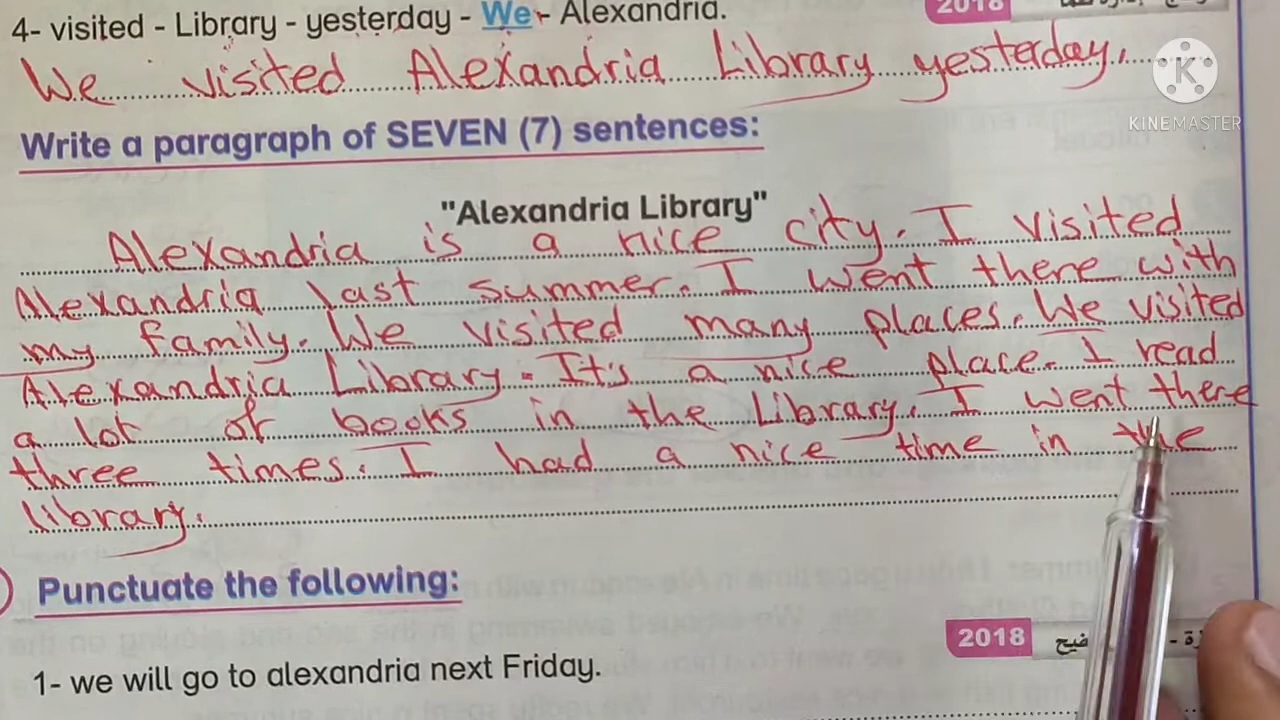 4- visited - Library - yesterday - We - Alexandria.
2018
We visited Alexandria Library yesterday.
K
KINEMASTER
Write a paragraph of SEVEN (7) sentences:
"Alexandria Library"
Alexandria is a nice city. I visited
Alexandria last summer. I went there with
my family. We visited many places. We visited
Alexandria Library. It's a nice place. I read
a lot of books in the Library. I went there
three times. I had a nice time in the
library.
Punctuate the following:
2018
1- we will go to alexandria next Friday.